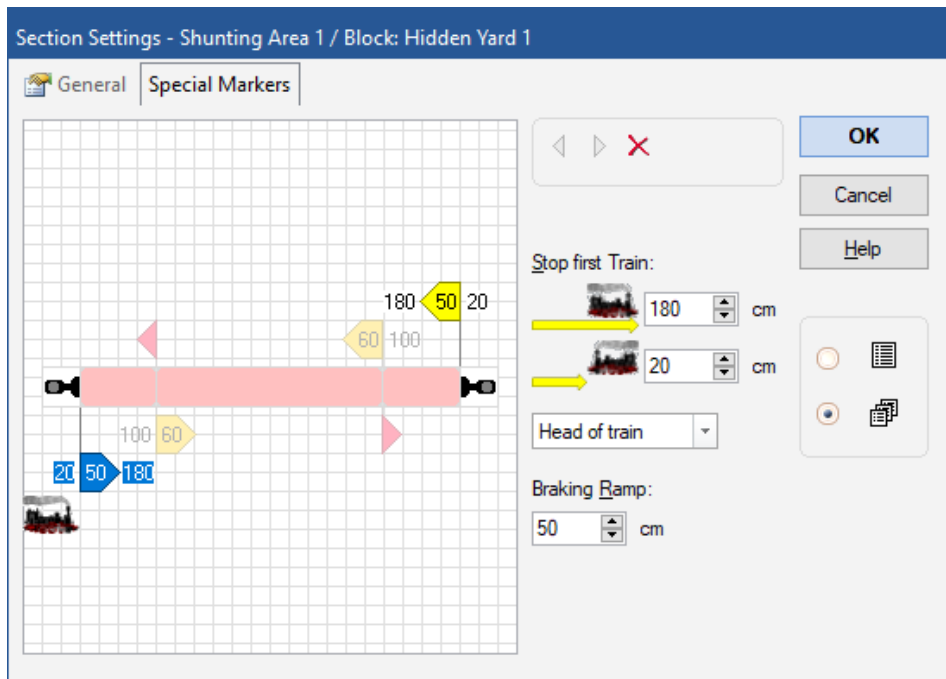 Section Settings - Shunting Area 1 / Block: Hidden Yard 1
General Special Markers
OK
Cancel
Help
Stop first Train:
180 cm
20 cm
Head of train
Braking Ramp:
50 cm
180 50 20
60 100
100 60
20 50 180